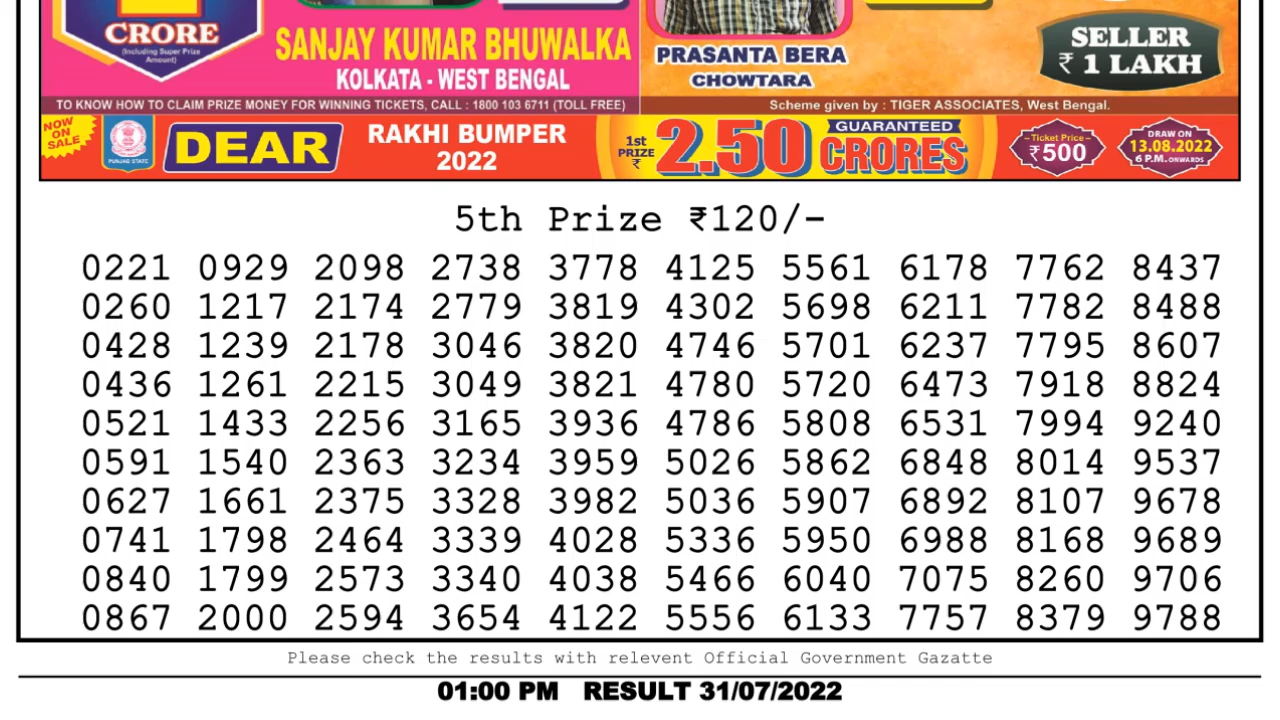 CRORE
(Including Super Prize
Amount)
SANJAY KUMAR BHUWALKA
KOLKATA - WEST BENGAL
PRASANTA BERA
CHOWTARA
SELLER
₹ 1 LAKH
TO KNOW HOW TO CLAIM PRIZE MONEY FOR WINNING TICKETS, CALL : 1800 103 6711 (TOLL FREE)
Scheme given by : TIGER ASSOCIATES, West Bengal.
NOW
ON
SALE
PUNJAB STATE
DEAR
RAKHI BUMPER
2022
1st
PRIZE
₹
2.50
GUARANTEED
CRORES
Ticket Price
₹500
DRAW ON
13.08.2022
6 P.M. ONWARDS
5th Prize ₹120/-
0221 0929 2098 2738 3778 4125 5561 6178 7762 8437
0260 1217 2174 2779 3819 4302 5698 6211 7782 8488
0428 1239 2178 3046 3820 4746 5701 6237 7795 8607
0436 1261 2215 3049 3821 4780 5720 6473 7918 8824
0521 1433 2256 3165 3936 4786 5808 6531 7994 9240
0591 1540 2363 3234 3959 5026 5862 6848 8014 9537
0627 1661 2375 3328 3982 5036 5907 6892 8107 9678
0741 1798 2464 3339 4028 5336 5950 6988 8168 9689
0840 1799 2573 3340 4038 5466 6040 7075 8260 9706
0867 2000 2594 3654 4122 5556 6133 7757 8379 9788
Please check the results with relevent Official Government Gazatte
01:00 PM RESULT 31/07/2022